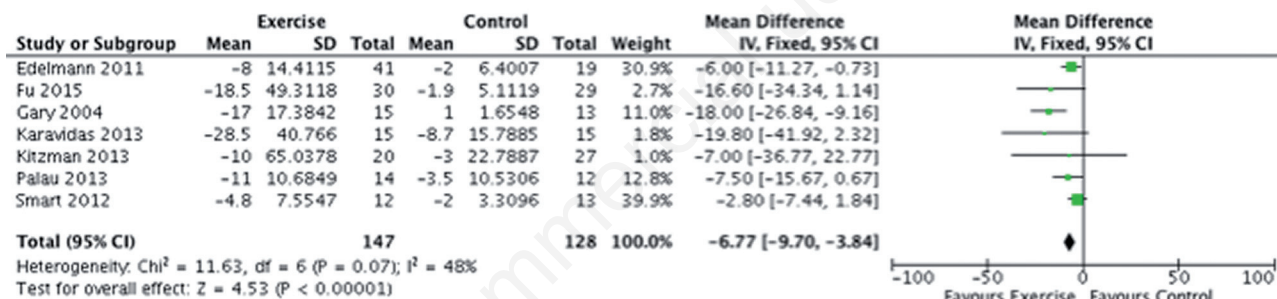 Exercise Control Mean Difference Mean Difference
Study or Subgroup Mean SD Total Mean SD Total Weight IV, Fixed, 95% CI IV, Fixed, 95% CI
Edelmann 2011 -8 14.4115 41 -2 6.4007 19 30.9% -6.00 [-11.27, -0.73]
Fu 2015 -18.5 49.3118 30 -1.9 5.1119 29 2.7% -16.60 [-34.34, 1.14]
Gary 2004 -17 17.3842 15 1 1.6548 13 11.0% -18.00 [-26.84, -9.16]
Karavidas 2013 -28.5 40.766 15 -8.7 15.7885 15 1.8% -19.80 [-41.92, 2.32]
Kitzman 2013 -10 65.0378 20 -3 22.7887 27 1.0% -7.00 [-36.77, 22.77]
Palau 2013 -11 10.6849 14 -3.5 10.5306 12 12.8% -7.50 [-15.67, 0.67]
Smart 2012 -4.8 7.5547 12 -2 3.3096 13 39.9% -2.80 [-7.44, 1.84]
Total (95% CI) 147 128 100.0% -6.77 [-9.70, -3.84]
Heterogeneity: Chi² = 11.63, df = 6 (P = 0.07); I² = 48%
Test for overall effect: Z = 4.53 (P < 0.00001)
-100 -50 0 50 100
Favours Exercise Favours Control